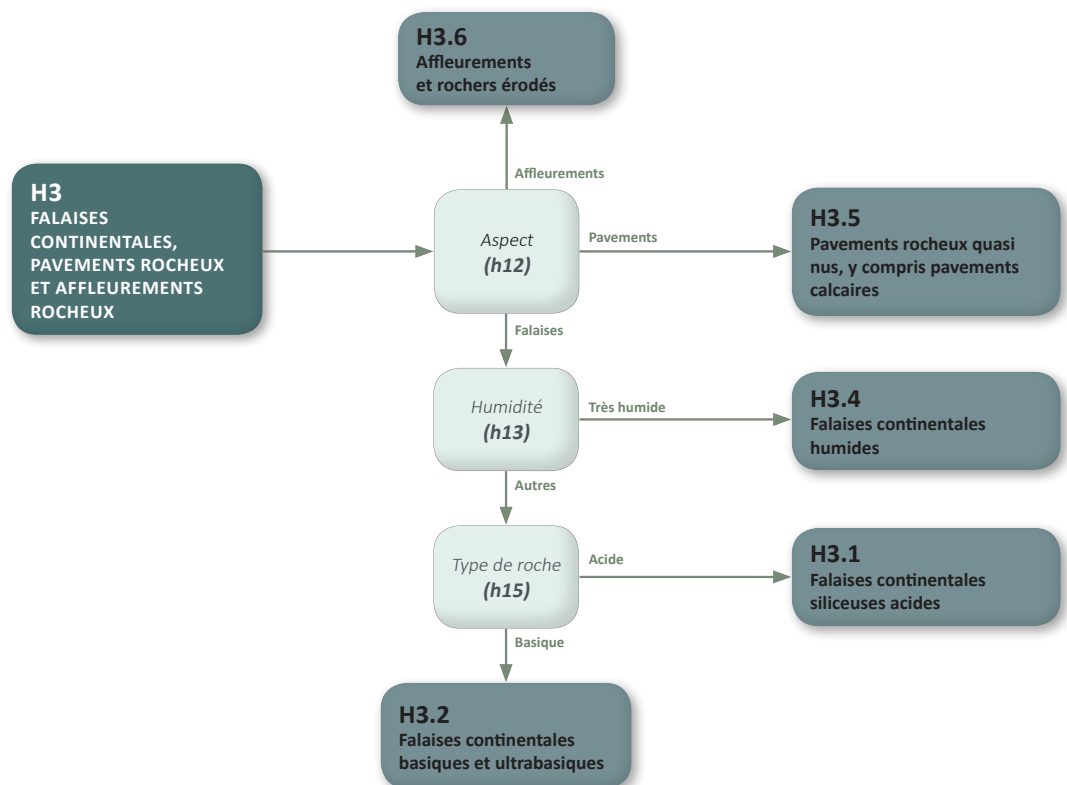 H3.6
Affleurements
et rochers érodés
Affleurements
H3
FALAISES
CONTINENTALES,
PAVEMENTS ROCHEUX
ET AFFLEUREMENTS
ROCHEUX
Aspect
(h12)
Pavements
H3.5
Pavements rocheux quasi
nus, y compris pavements
calcaires
Falaises
Humidité
(h13)
Très humide
H3.4
Falaises continentales
humides
Autres
Type de roche
(h15)
Acide
H3.1
Falaises continentales
siliceuses acides
Basique
H3.2
Falaises continentales
basiques et ultrabasiques